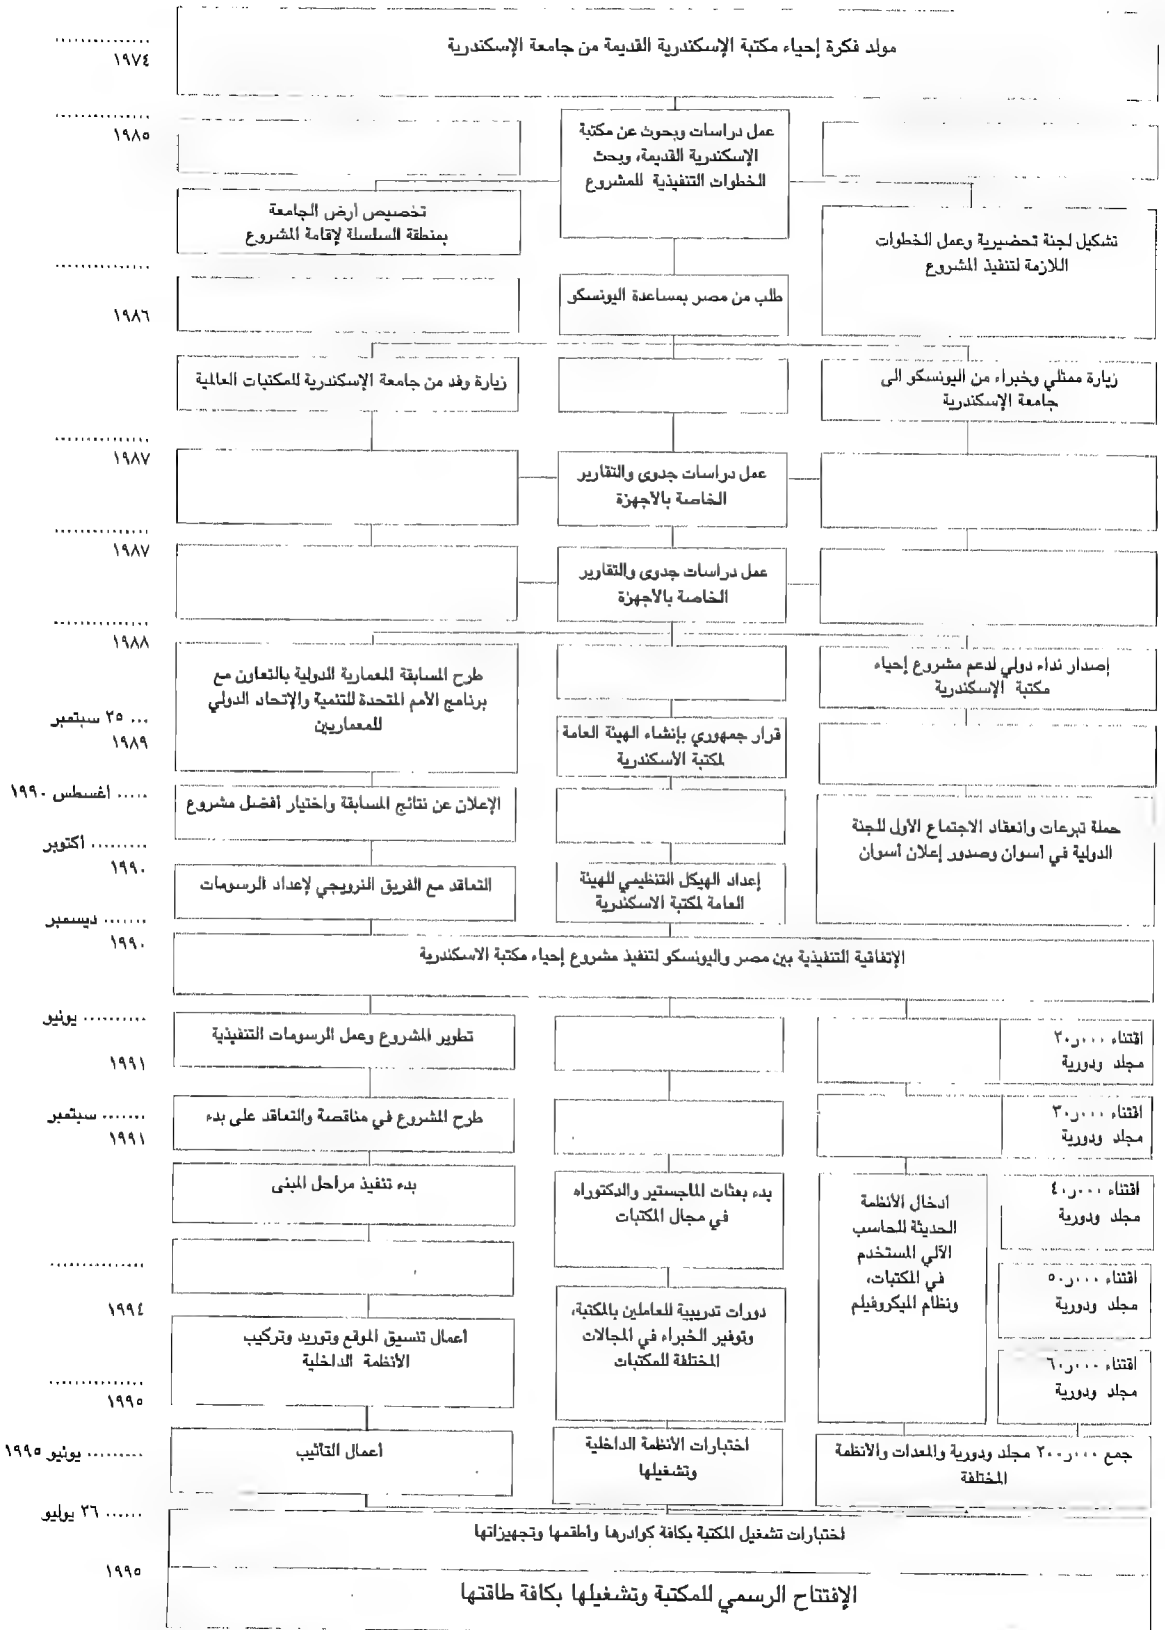 مولد فكرة إحياء مكتبة الإسكندرية القديمة من جامعة الإسكندرية
...............
١٩٧٤
...............
١٩٨٥
عمل دراسات وبحوث عن مكتبة
الإسكندرية القديمة، وبحث
الخطوات التنفيذية للمشروع
تخصيص أرض الجامعة
بمنطقة السلسلة لإقامة المشروع
تشكيل لجنة تحضيرية وعمل الخطوات
اللازمة لتنفيذ المشروع
...............
١٩٨٦
طلب من مصر بمساعدة اليونسكو
زيارة ممثلي وخبراء من اليونسكو الى
جامعة الإسكندرية
زيارة وفد من جامعة الإسكندرية للمكتبات العالمية
...............
١٩٨٧
عمل دراسات جدوى والتقارير
الخاصة بالأجهزة
...............
١٩٨٧
عمل دراسات جدوى والتقارير
الخاصة بالأجهزة
...............
١٩٨٨
إصدار نداء دولي لدعم مشروع إحياء
مكتبة الإسكندرية
طرح المسابقة المعمارية الدولية بالتعاون مع
برنامج الأمم المتحدة للتنمية والإتحاد الدولي
للمعماريين
... ٢٥ سبتمبر
١٩٨٩
قرار جمهوري بإنشاء الهيئة العامة
لمكتبة الأسكندرية
..... أغسطس ١٩٩٠
الإعلان عن نتائج المسابقة واختيار أفضل مشروع
حملة تبرعات وانعقاد الاجتماع الأول للجنة
الدولية في أسوان وصدور إعلان أسوان
......... أكتوبر
١٩٩٠
إعداد الهيكل التنظيمي للهيئة
العامة لمكتبة الاسكندرية
التعاقد مع الفريق النرويجي لإعداد الرسومات
....... ديسمبر
١٩٩٠
الإتفاقية التنفيذية بين مصر واليونسكو لتنفيذ مشروع إحياء مكتبة الاسكندرية
.......... يونيو
١٩٩١
اقتناء ٢٠٫٠٠٠
مجلد ودورية
تطوير المشروع وعمل الرسومات التنفيذية
....... سبتمبر
١٩٩١
اقتناء ٣٠٫٠٠٠
مجلد ودورية
طرح المشروع في مناقصة والتعاقد على بدء
اقتناء ٤٠٫٠٠٠
مجلد ودورية
ادخال الأنظمة
الحديثة للحاسب
الآلي المستخدم
في المكتبات،
ونظام الميكروفيلم
بدء بعثات الماجستير والدكتوراه
في مجال المكتبات
بدء تنفيذ مراحل المبنى
...............
١٩٩٤
اقتناء ٥٠٫٠٠٠
مجلد ودورية
دورات تدريبية للعاملين بالمكتبة،
وتوفير الخبراء في المجالات
المختلفة للمكتبات
أعمال تنسيق الموقع وتوريد وتركيب
الأنظمة الداخلية
اقتناء ٦٠٫٠٠٠
مجلد ودورية
...............
١٩٩٥
......... يونيو ١٩٩٥
جمع ٢٠٠٫٠٠٠ مجلد ودورية والمعدات والأنظمة
المختلفة
اختبارات الأنظمة الداخلية
وتشغيلها
أعمال التأثيب
...... ٢٦ يوليو
١٩٩٥
اختبارات تشغيل المكتبة بكافة كوادرها واطقمها وتجهيزاتها
الإفتتاح الرسمي للمكتبة وتشغيلها بكافة طاقتها